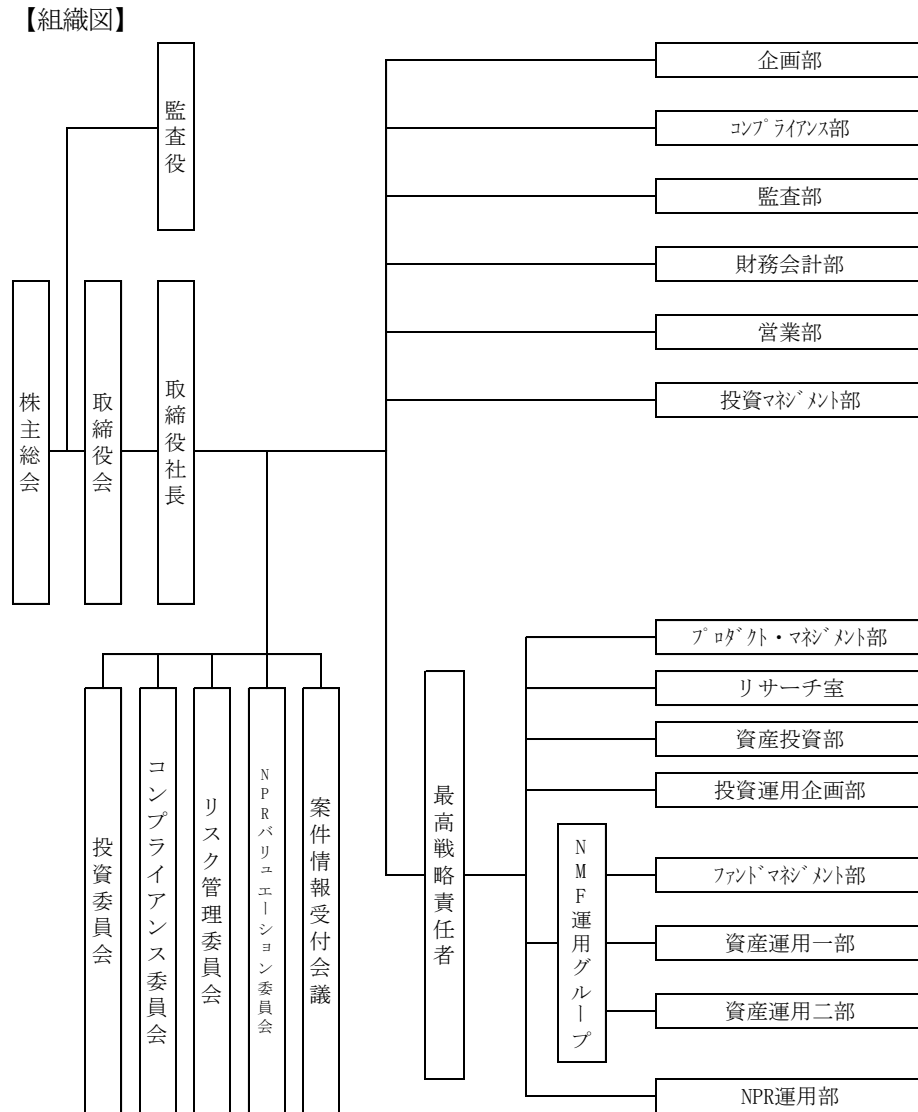 【組織図】
監査役
株主総会
取締役会
取締役社長
企画部
コンプライアンス部
監査部
財務会計部
営業部
投資マネジメント部
投資委員会
コンプライアンス委員会
リスク管理委員会
NPRバリュエーション委員会
案件情報受付会議
最高戦略責任者
プロダクト・マネジメント部
リサーチ室
資産投資部
投資運用企画部
NMF運用グループ
ファンドマネジメント部
資産運用一部
資産運用二部
NPR運用部